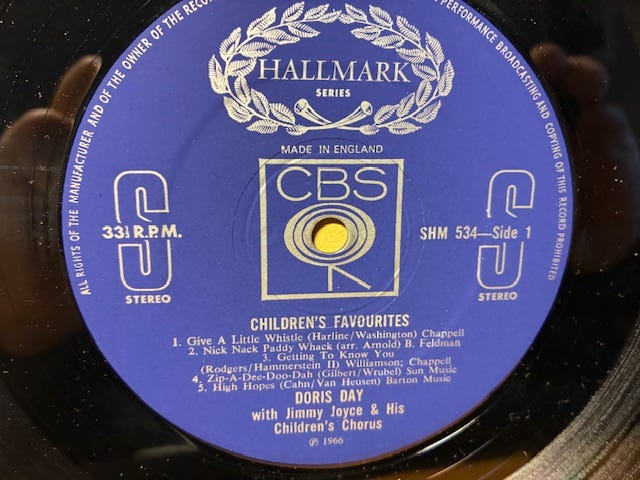 ALL RIGHTS OF THE MANUFACTURER AND OF THE OWNER OF THE RECORDED
PERFORMANCE BROADCASTING AND COPYING OF THIS RECORD PROHIBITED
HALLMARK
SERIES
MADE IN ENGLAND
CBS
S
33⅓ R.P.M.
STEREO
S
SHM 534—Side 1
STEREO
CHILDREN'S FAVOURITES
1. Give A Little Whistle (Harline/Washington) Chappell
2. Nick Nack Paddy Whack (arr. Arnold) B. Feldman
3. Getting To Know You
(Rodgers/Hammerstein II) Williamson; Chappell
4. Zip-A-Dee-Doo-Dah (Gilbert/Wrubel) Sun Music
5. High Hopes (Cahn/Van Heusen) Barton Music
DORIS DAY
with Jimmy Joyce & His
Children's Chorus
℗ 1966